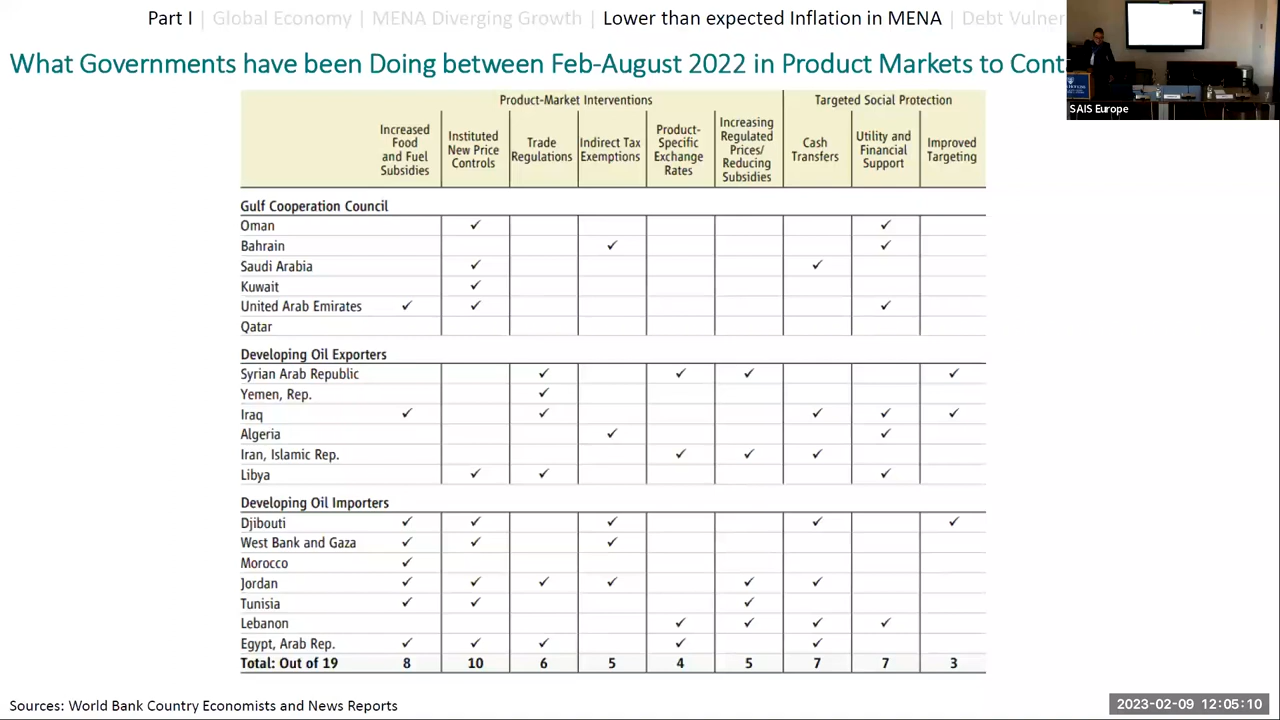 Part I | Global Economy | MENA Diverging Growth | Lower than expected Inflation in MENA | Debt
What Governments have been Doing between Feb-August 2022 in Product Markets to
SAIS Europe
Product-Market Interventions Targeted Social Protection
Increased Food and Fuel Subsidies
Instituted New Price Controls
Trade Regulations
Indirect Tax Exemptions
Product-Specific Exchange Rates
Increasing Regulated Prices/ Reducing Subsidies
Cash Transfers
Utility and Financial Support
Improved Targeting
Gulf Cooperation Council
Oman ✓ ✓
Bahrain ✓ ✓
Saudi Arabia ✓ ✓
Kuwait ✓
United Arab Emirates ✓ ✓ ✓
Qatar
Developing Oil Exporters
Syrian Arab Republic ✓ ✓ ✓ ✓
Yemen, Rep. ✓
Iraq ✓ ✓ ✓ ✓ ✓
Algeria ✓ ✓
Iran, Islamic Rep. ✓ ✓ ✓
Libya ✓ ✓ ✓
Developing Oil Importers
Djibouti ✓ ✓ ✓ ✓ ✓
West Bank and Gaza ✓ ✓ ✓
Morocco ✓
Jordan ✓ ✓ ✓ ✓ ✓ ✓
Tunisia ✓ ✓ ✓
Lebanon ✓ ✓ ✓ ✓
Egypt, Arab Rep. ✓ ✓ ✓ ✓ ✓
Total: Out of 19 8 10 6 5 4 5 7 7 3
Sources: World Bank Country Economists and News Reports
2023-02-09 12:05:10